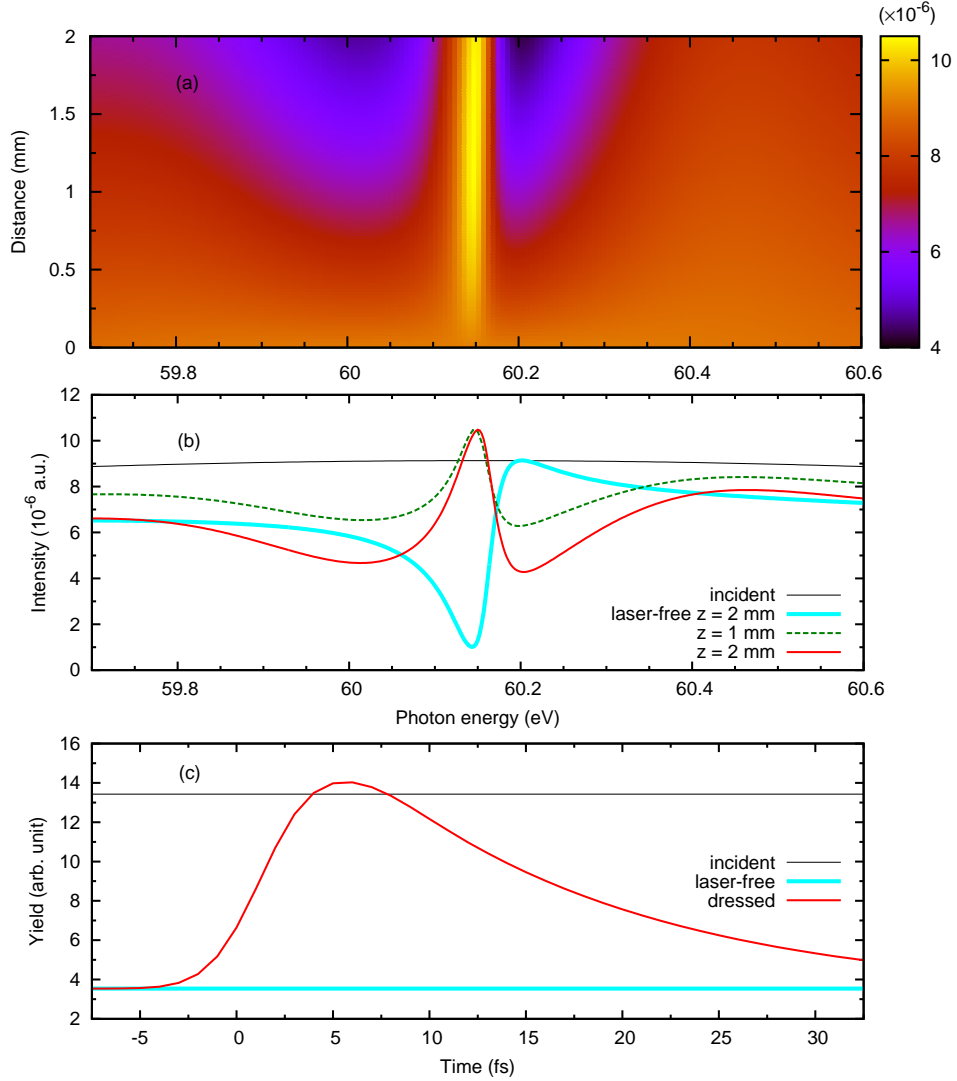 (×10⁻⁶)
2
1.5
1
0.5
0
Distance (mm)
(a)
10
8
6
4
59.8
60
60.2
60.4
60.6
12
10
8
6
4
2
0
Intensity (10⁻⁶ a.u.)
(b)
incident
laser-free z = 2 mm
z = 1 mm
z = 2 mm
59.8
60
60.2
60.4
60.6
Photon energy (eV)
16
14
12
10
8
6
4
2
Yield (arb. unit)
(c)
incident
laser-free
dressed
-5
0
5
10
15
20
25
30
Time (fs)